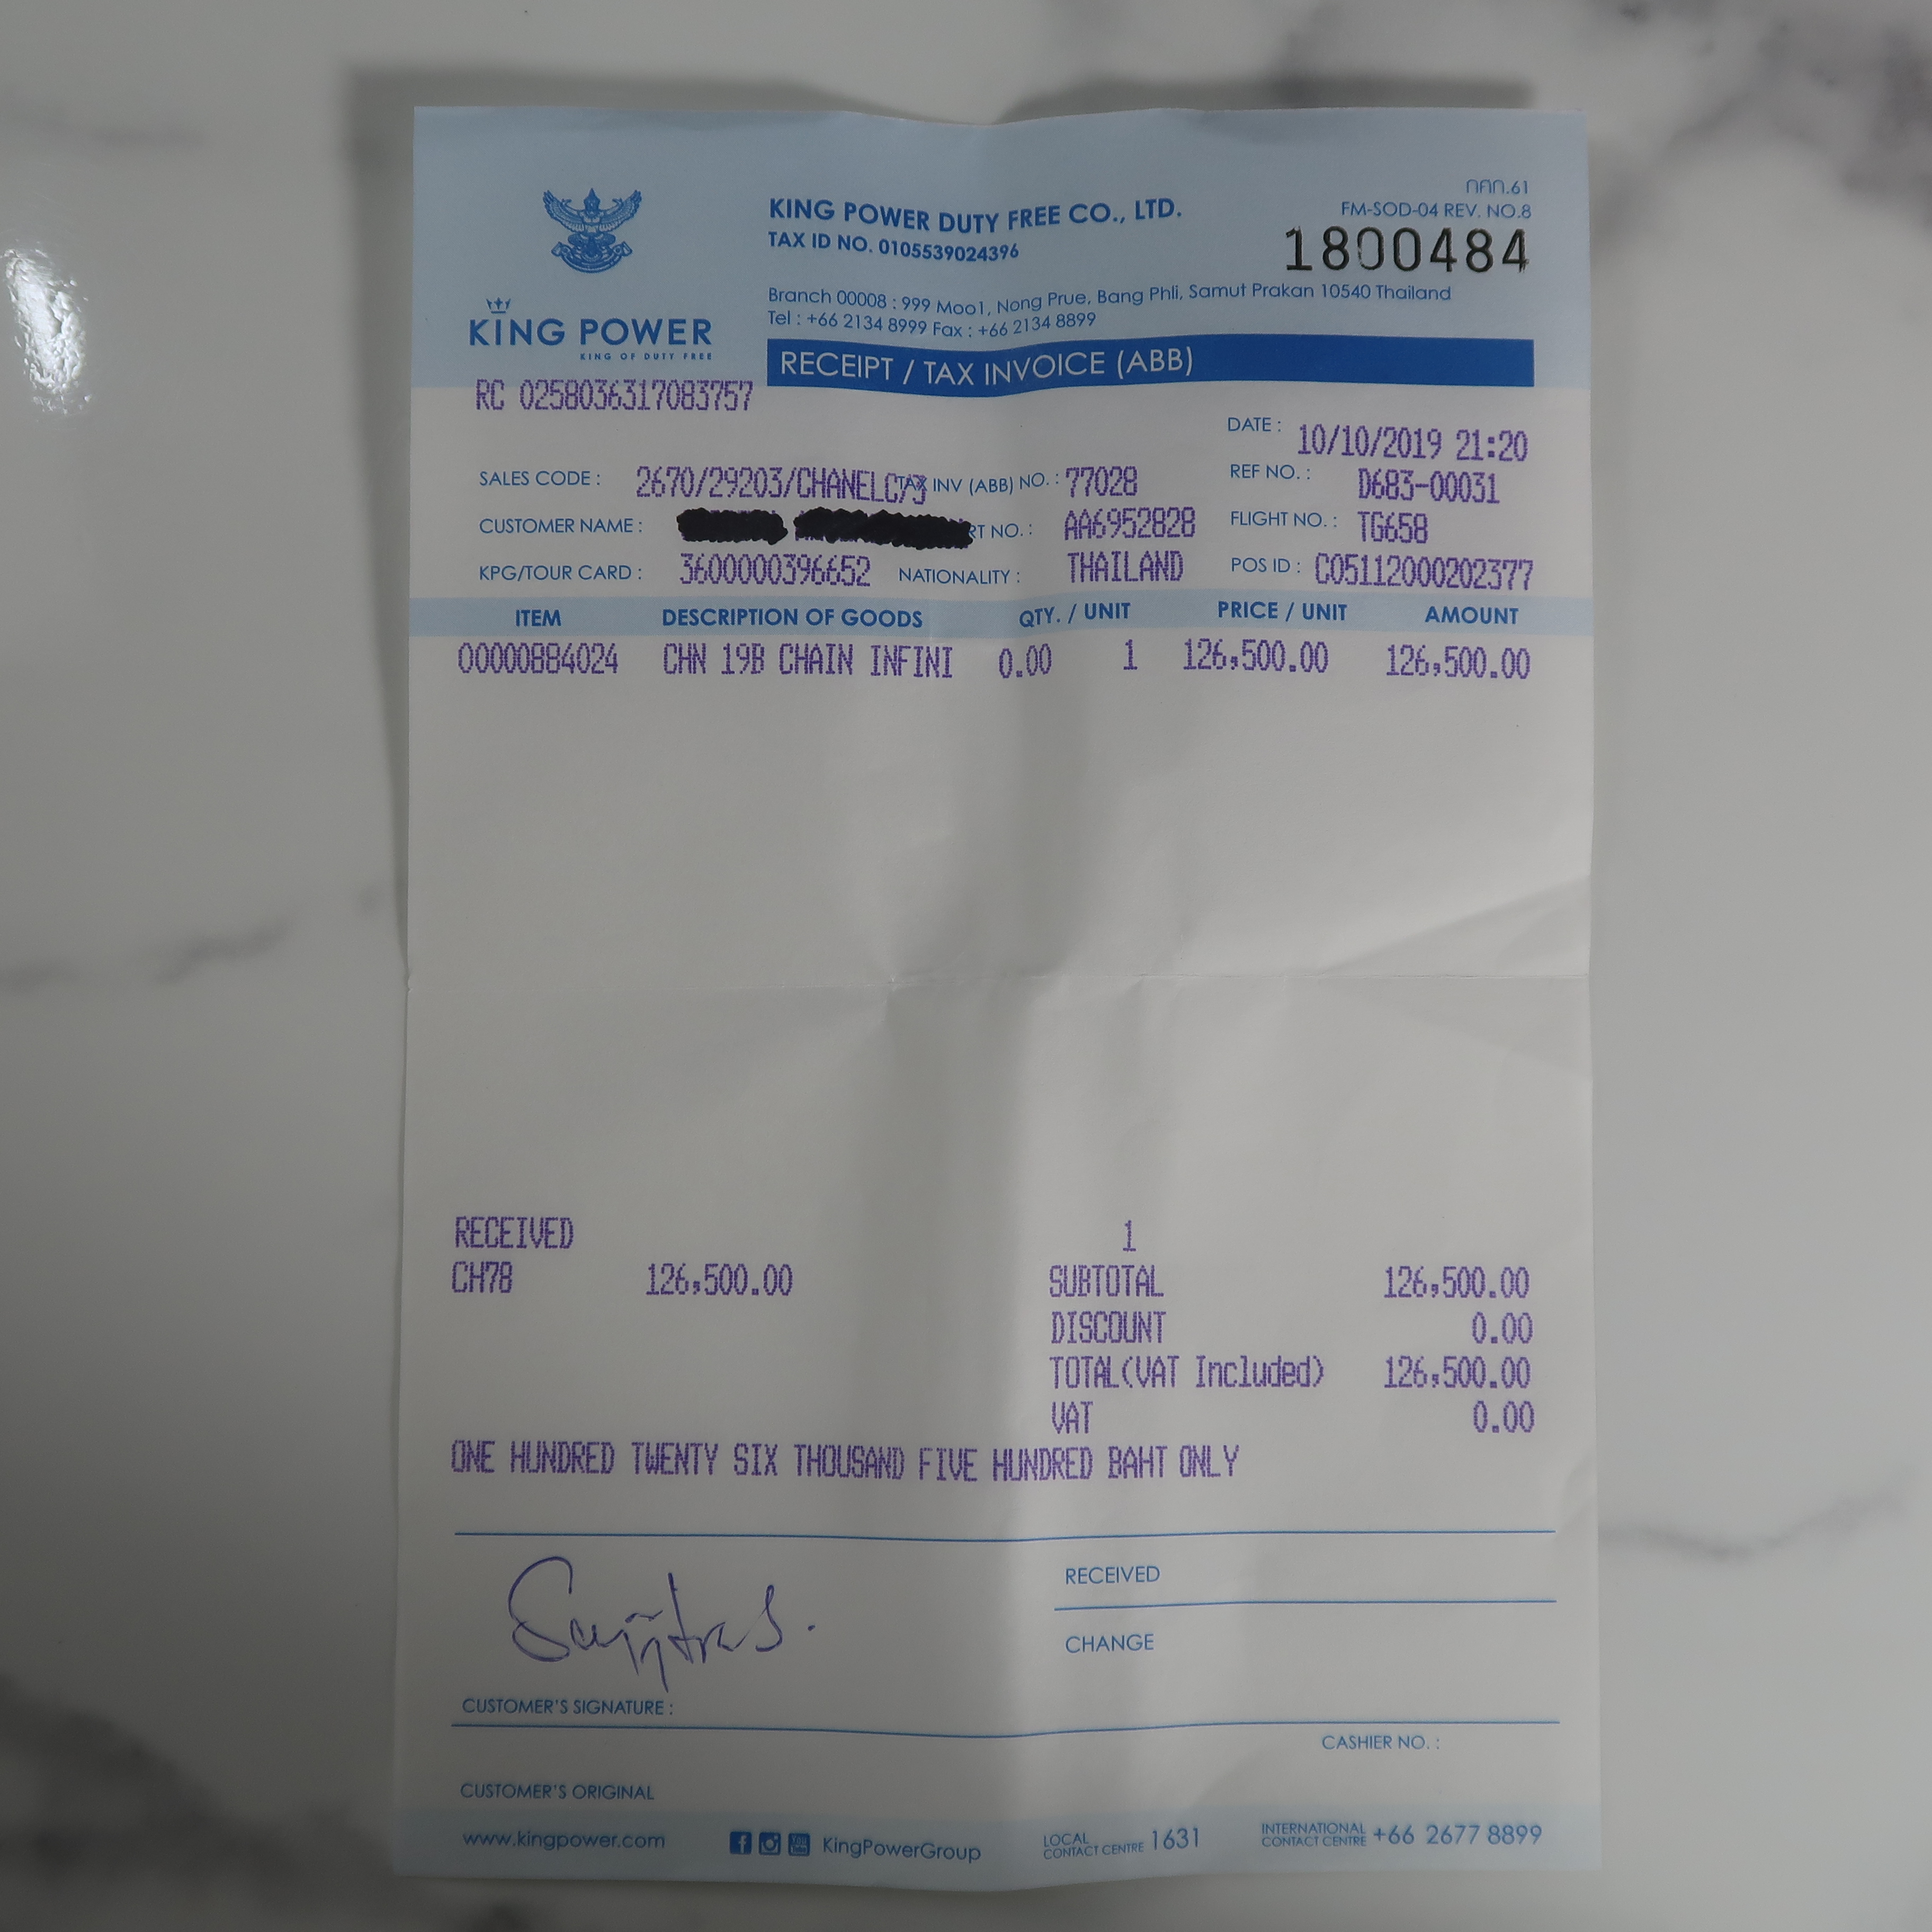 กศก.61
FM-SOD-04 REV. NO.8
1800484
KING POWER DUTY FREE CO., LTD.
TAX ID NO. 0105539024396
Branch 00008 : 999 Moo1, Nong Prue, Bang Phli, Samut Prakan 10540 Thailand
Tel : +66 2134 8999 Fax : +66 2134 8899
KING POWER
KING OF DUTY FREE
RECEIPT / TAX INVOICE (ABB)
RC 0258036317083757
DATE : 10/10/2019 21:20
SALES CODE : 2670/29203/CHANELC/3 TAX INV (ABB) NO. : 77028 REF NO. : D683-00031
CUSTOMER NAME : RT NO. : AA6952828 FLIGHT NO. : TG658
KPG/TOUR CARD : 3600000396652 NATIONALITY : THAILAND POS ID : C05112000202377
ITEM DESCRIPTION OF GOODS QTY. / UNIT PRICE / UNIT AMOUNT
00000884024 CHN 19B CHAIN INFINI 0.00 1 126,500.00 126,500.00
RECEIVED 1
CH78 126,500.00 SUBTOTAL 126,500.00
DISCOUNT 0.00
TOTAL(VAT Included) 126,500.00
VAT 0.00
ONE HUNDRED TWENTY SIX THOUSAND FIVE HUNDRED BAHT ONLY
RECEIVED
CHANGE
CUSTOMER'S SIGNATURE :
CASHIER NO. :
CUSTOMER'S ORIGINAL
www.kingpower.com KingPowerGroup LOCAL CONTACT CENTRE 1631 INTERNATIONAL CONTACT CENTRE +66 2677 8899